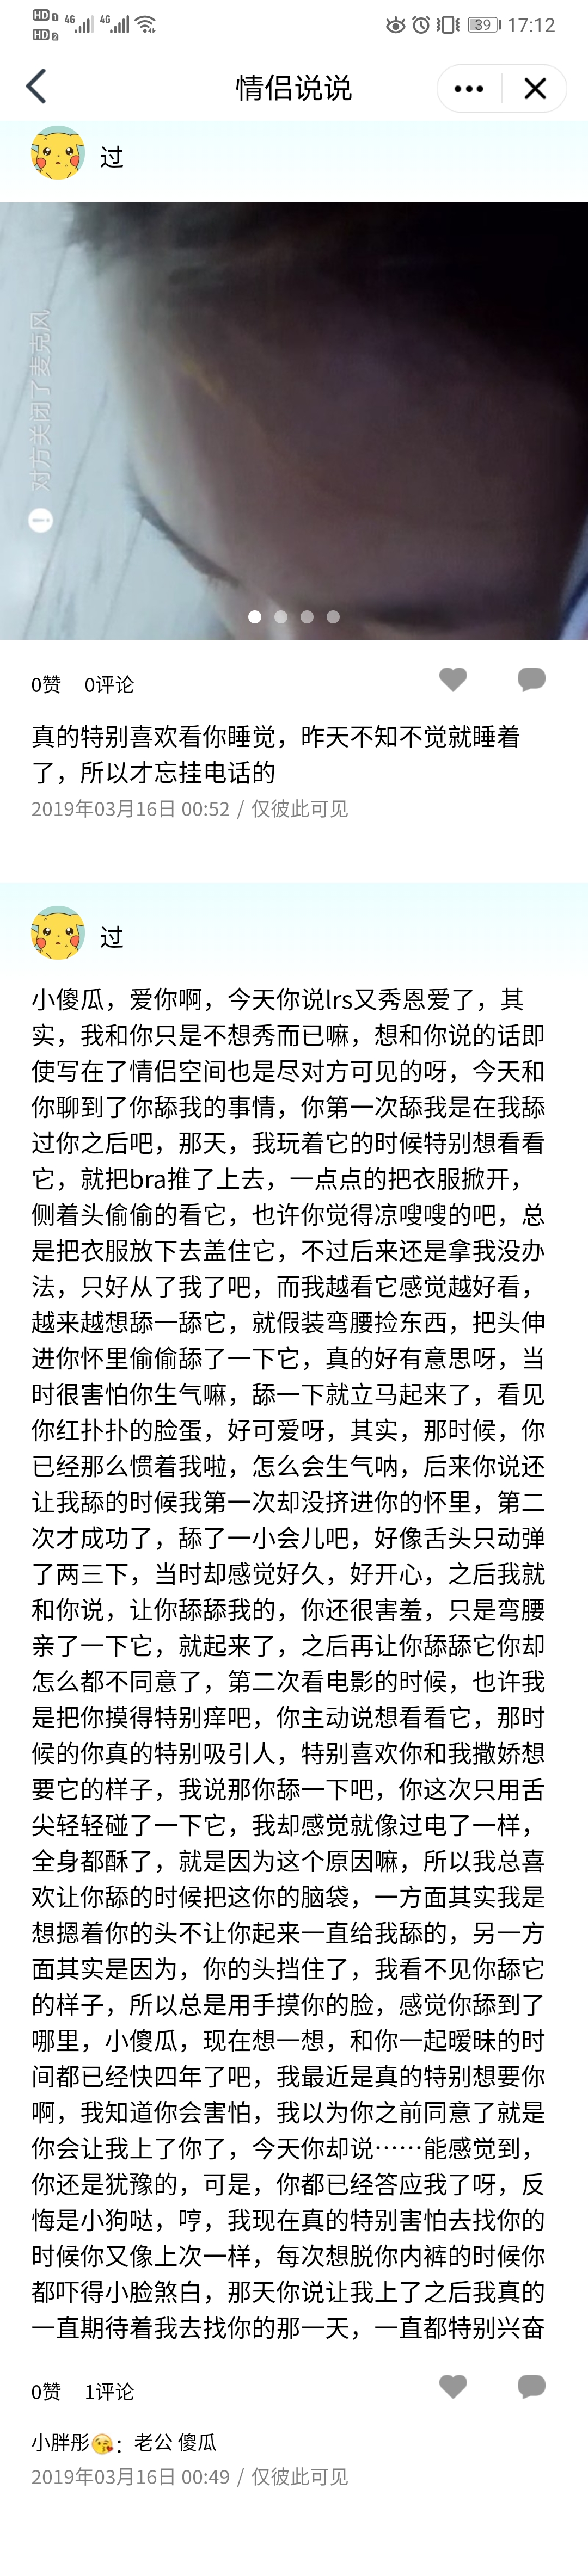 HD 1 4G 4G 39 17:12
HD 2
情侣说说
过
对方关闭了麦克风
0赞 0评论
真的特别喜欢看你睡觉，昨天不知不觉就睡着
了，所以才忘挂电话的
2019年03月16日 00:52 / 仅彼此可见
过
小傻瓜，爱你啊，今天你说lrs又秀恩爱了，其
实，我和你只是不想秀而已嘛，想和你说的话即
使写在了情侣空间也是尽对方可见的呀，今天和
你聊到了你舔我的事情，你第一次舔我是在我舔
过你之后吧，那天，我玩着它的时候特别想看看
它，就把bra推了上去，一点点的把衣服掀开，
侧着头偷偷的看它，也许你觉得凉嗖嗖的吧，总
是把衣服放下去盖住它，不过后来还是拿我没办
法，只好从了我了吧，而我越看它感觉越好看，
越来越想舔一舔它，就假装弯腰捡东西，把头伸
进你怀里偷偷舔了一下它，真的好有意思呀，当
时很害怕你生气嘛，舔一下就立马起来了，看见
你红扑扑的脸蛋，好可爱呀，其实，那时候，你
已经那么惯着我啦，怎么会生气呐，后来你说还
让我舔的时候我第一次却没挤进你的怀里，第二
次才成功了，舔了一小会儿吧，好像舌头只动弹
了两三下，当时却感觉好久，好开心，之后我就
和你说，让你舔舔我的，你还很害羞，只是弯腰
亲了一下它，就起来了，之后再让你舔舔它你却
怎么都不同意了，第二次看电影的时候，也许我
是把你摸得特别痒吧，你主动说想看看它，那时
候的你真的特别吸引人，特别喜欢你和我撒娇想
要它的样子，我说那你舔一下吧，你这次只用舌
尖轻轻碰了一下它，我却感觉就像过电了一样，
全身都酥了，就是因为这个原因嘛，所以我总喜
欢让你舔的时候把这你的脑袋，一方面其实我是
想摁着你的头不让你起来一直给我舔的，另一方
面其实是因为，你的头挡住了，我看不见你舔它
的样子，所以总是用手摸你的脸，感觉你舔到了
哪里，小傻瓜，现在想一想，和你一起暧昧的时
间都已经快四年了吧，我最近是真的特别想要你
啊，我知道你会害怕，我以为你之前同意了就是
你会让我上了你了，今天你却说……能感觉到，
你还是犹豫的，可是，你都已经答应我了呀，反
悔是小狗哒，哼，我现在真的特别害怕去找你的
时候你又像上次一样，每次想脱你内裤的时候你
都吓得小脸煞白，那天你说让我上了之后我真的
一直期待着我去找你的那一天，一直都特别兴奋
0赞 1评论
小胖彤😘：老公 傻瓜
2019年03月16日 00:49 / 仅彼此可见